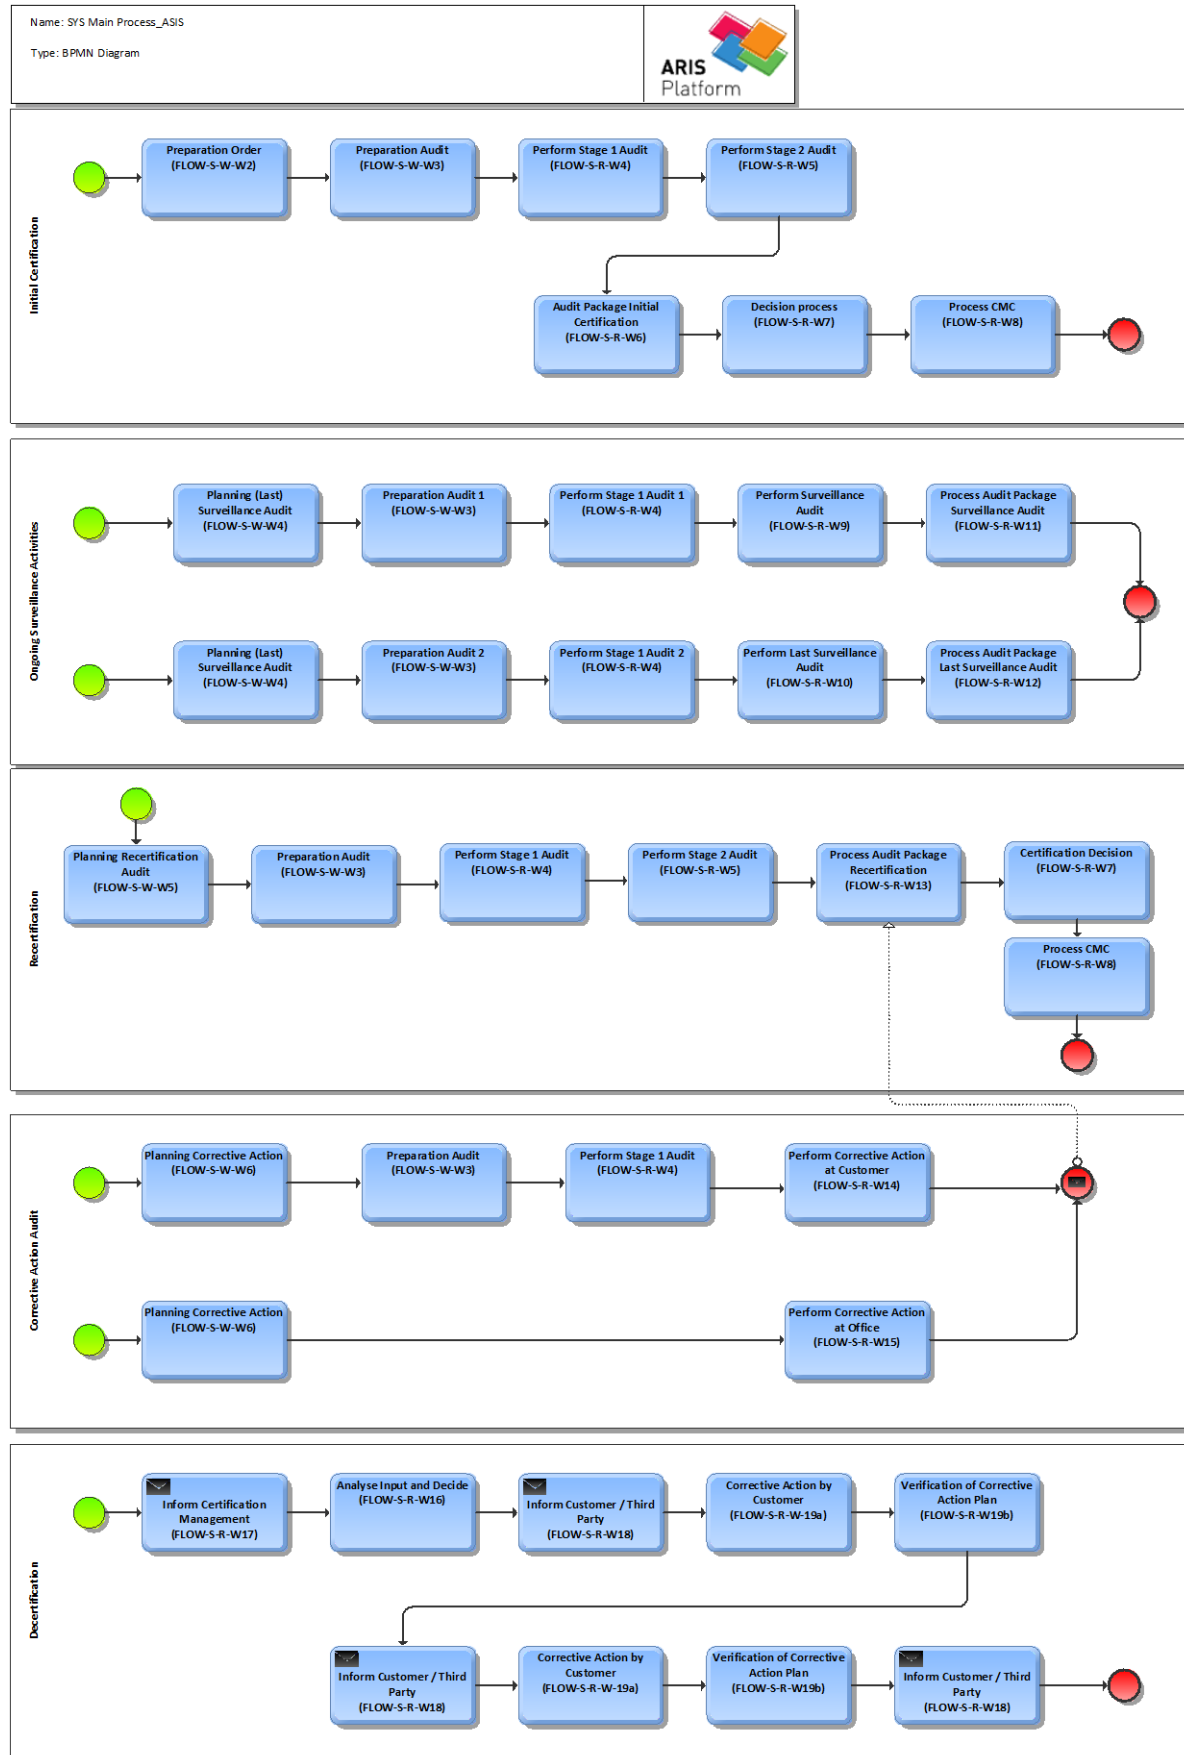 Name: SYS Main Process_ASIS
Type: BPMN Diagram
ARIS
Platform
Initial Certification
Preparation Order
(FLOW-S-W-W2)
Preparation Audit
(FLOW-S-W-W3)
Perform Stage 1 Audit
(FLOW-S-R-W4)
Perform Stage 2 Audit
(FLOW-S-R-W5)
Audit Package Initial
Certification
(FLOW-S-R-W6)
Decision process
(FLOW-S-R-W7)
Process CMC
(FLOW-S-R-W8)
Ongoing Surveillance Activities
Planning (Last)
Surveillance Audit
(FLOW-S-W-W4)
Preparation Audit 1
(FLOW-S-W-W3)
Perform Stage 1 Audit 1
(FLOW-S-R-W4)
Perform Surveillance
Audit
(FLOW-S-R-W9)
Process Audit Package
Surveillance Audit
(FLOW-S-R-W11)
Planning (Last)
Surveillance Audit
(FLOW-S-W-W4)
Preparation Audit 2
(FLOW-S-W-W3)
Perform Stage 1 Audit 2
(FLOW-S-R-W4)
Perform Last Surveillance
Audit
(FLOW-S-R-W10)
Process Audit Package
Last Surveillance Audit
(FLOW-S-R-W12)
Recertification
Planning Recertification
Audit
(FLOW-S-W-W5)
Preparation Audit
(FLOW-S-W-W3)
Perform Stage 1 Audit
(FLOW-S-R-W4)
Perform Stage 2 Audit
(FLOW-S-R-W5)
Process Audit Package
Recertification
(FLOW-S-R-W13)
Certification Decision
(FLOW-S-R-W7)
Process CMC
(FLOW-S-R-W8)
Corrective Action Audit
Planning Corrective Action
(FLOW-S-W-W6)
Preparation Audit
(FLOW-S-W-W3)
Perform Stage 1 Audit
(FLOW-S-R-W4)
Perform Corrective Action
at Customer
(FLOW-S-R-W14)
Planning Corrective Action
(FLOW-S-W-W6)
Perform Corrective Action
at Office
(FLOW-S-R-W15)
Decertification
Inform Certification
Management
(FLOW-S-R-W17)
Analyse Input and Decide
(FLOW-S-R-W16)
Inform Customer / Third
Party
(FLOW-S-R-W18)
Corrective Action by
Customer
(FLOW-S-R-W-19a)
Verification of Corrective
Action Plan
(FLOW-S-R-W19b)
Inform Customer / Third
Party
(FLOW-S-R-W18)
Corrective Action by
Customer
(FLOW-S-R-W-19a)
Verification of Corrective
Action Plan
(FLOW-S-R-W19b)
Inform Customer / Third
Party
(FLOW-S-R-W18)